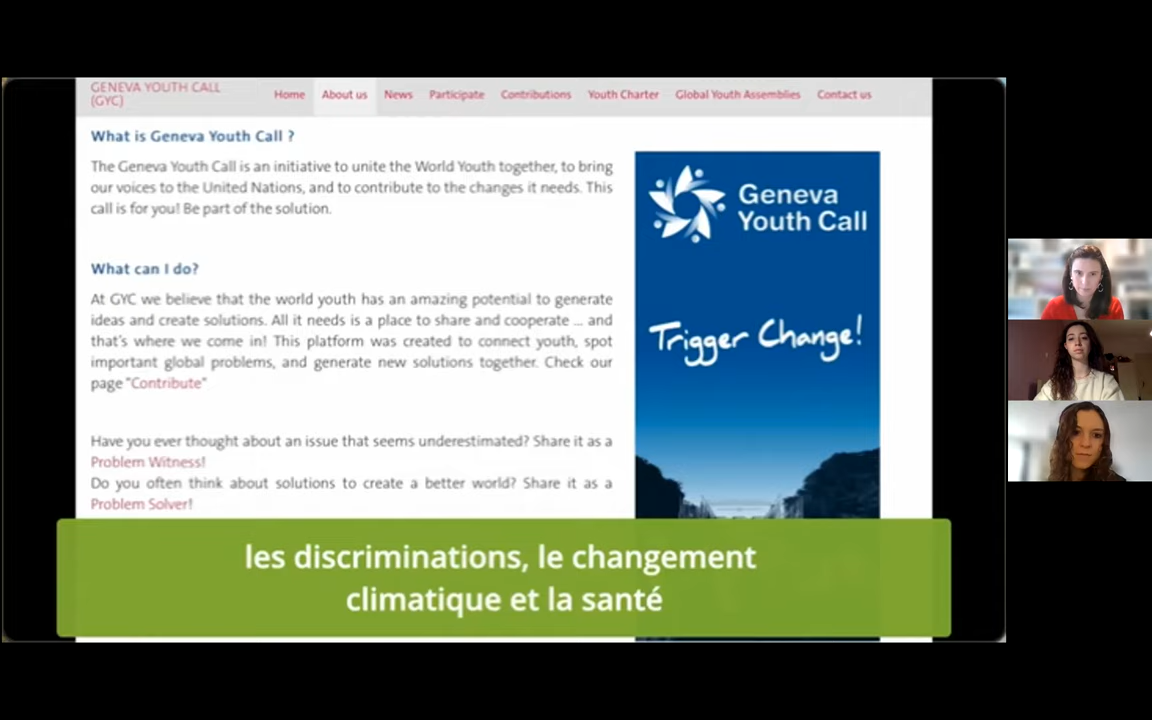 GENEVA YOUTH CALL
(GYC)
Home About us News Participate Contributions Youth Charter Global Youth Assemblies Contact us
What is Geneva Youth Call ?
The Geneva Youth Call is an initiative to unite the World Youth together, to bring
our voices to the United Nations, and to contribute to the changes it needs. This
call is for you! Be part of the solution.
What can I do?
At GYC we believe that the world youth has an amazing potential to generate
ideas and create solutions. All it needs is a place to share and cooperate ... and
that's where we come in! This platform was created to connect youth, spot
important global problems, and generate new solutions together. Check our
page "Contribute"
Have you ever thought about an issue that seems underestimated? Share it as a
Problem Witness!
Do you often think about solutions to create a better world? Share it as a
Problem Solver!
Geneva
Youth Call
Trigger Change!
les discriminations, le changement
climatique et la santé